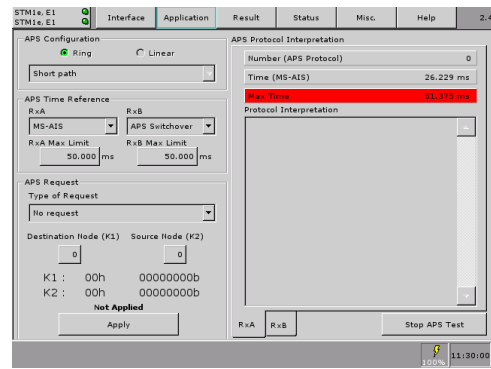 STM1e, E1
STM1e, E1
Interface
Application
Result
Status
Misc.
Help
2.4
APS Configuration
Ring
Linear
Short path
APS Time Reference
RxA
RxB
MS-AIS
APS Switchover
RxA Max Limit
RxB Max Limit
50.000 ms
50.000 ms
APS Request
Type of Request
No request
Destination Node (K1)
Source Node (K2)
0
0
K1 : 00h 00000000b
K2 : 00h 00000000b
Not Applied
Apply
APS Protocol Interpretation
Number (APS Protocol) 0
Time (MS-AIS) 26.229 ms
Max Time 51.375 ms
Protocol Interpretation
RxA
RxB
Stop APS Test
100%
11:30:00